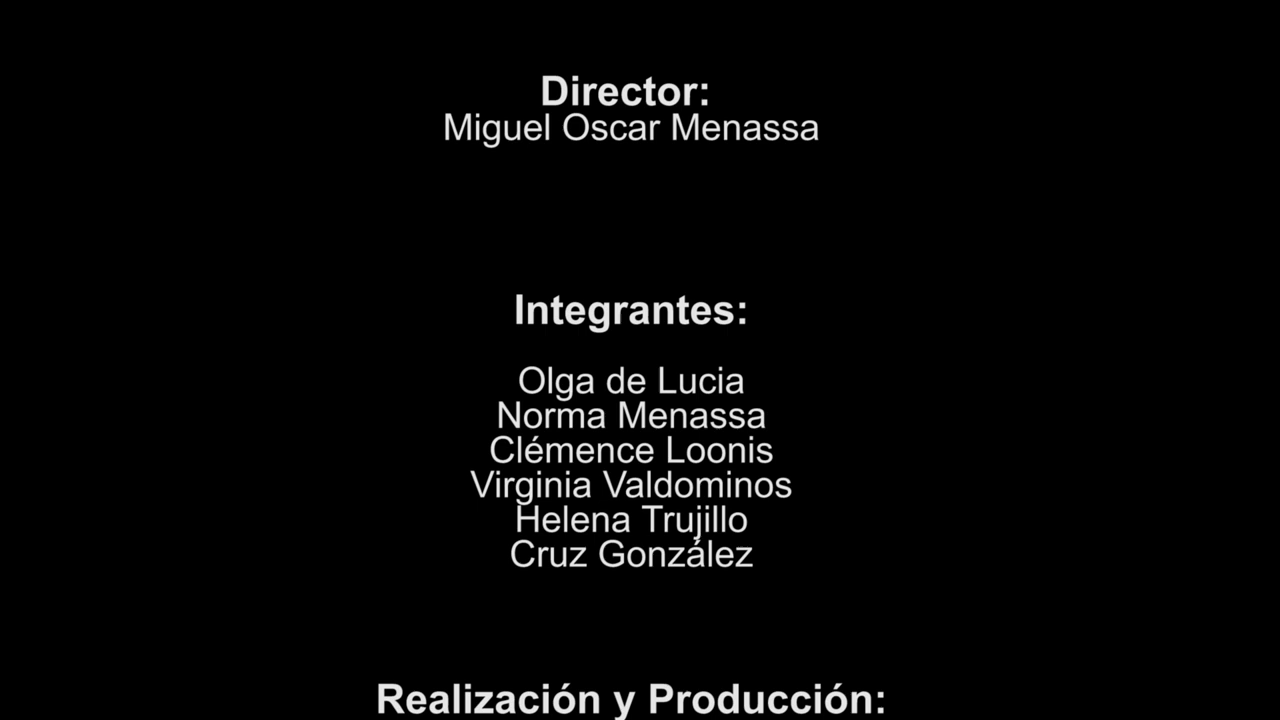 Director:
Miguel Oscar Menassa
Integrantes:
Olga de Lucia
Norma Menassa
Clémence Loonis
Virginia Valdominos
Helena Trujillo
Cruz González
Realización y Producción: